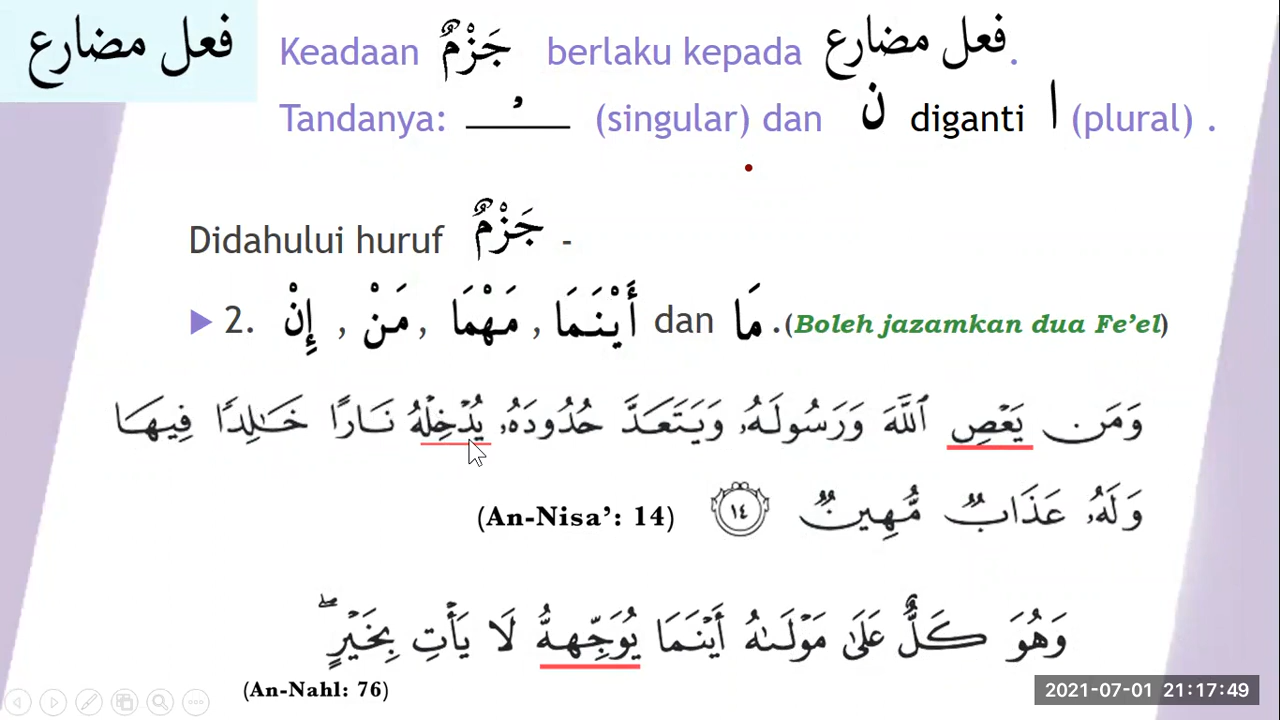 فعل مضارع
Keadaan جَزْمٌ berlaku kepada فعل مضارع.
Tandanya: ـْ (singular) dan ن diganti ا (plural) .
Didahului huruf جَزْمٌ -
2. إِنْ , مَنْ , مَهْمَا , أَيْنَمَا dan مَا .(Boleh jazamkan dua Fe’el)
وَمَن يَعْصِ ٱللَّهَ وَرَسُولَهُۥ وَيَتَعَدَّ حُدُودَهُۥ يُدْخِلْهُ نَارًا خَـٰلِدًا فِيهَا
وَلَهُۥ عَذَابٌ مُّهِينٌ ١٤ (An-Nisa’: 14)
وَهُوَ كَلٌّ عَلَىٰ مَوْلَىٰهُ أَيْنَمَا يُوَجِّههُّ لَا يَأْتِ بِخَيْرٍ ۖ
(An-Nahl: 76)
2021-07-01 21:17:49